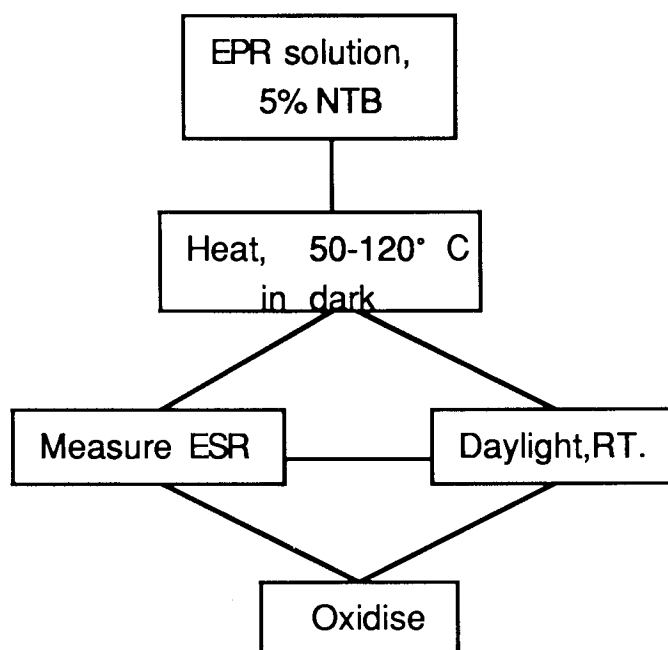 EPR solution,
5% NTB
Heat, 50-120° C
in dark
Measure ESR
Daylight,RT.
Oxidise